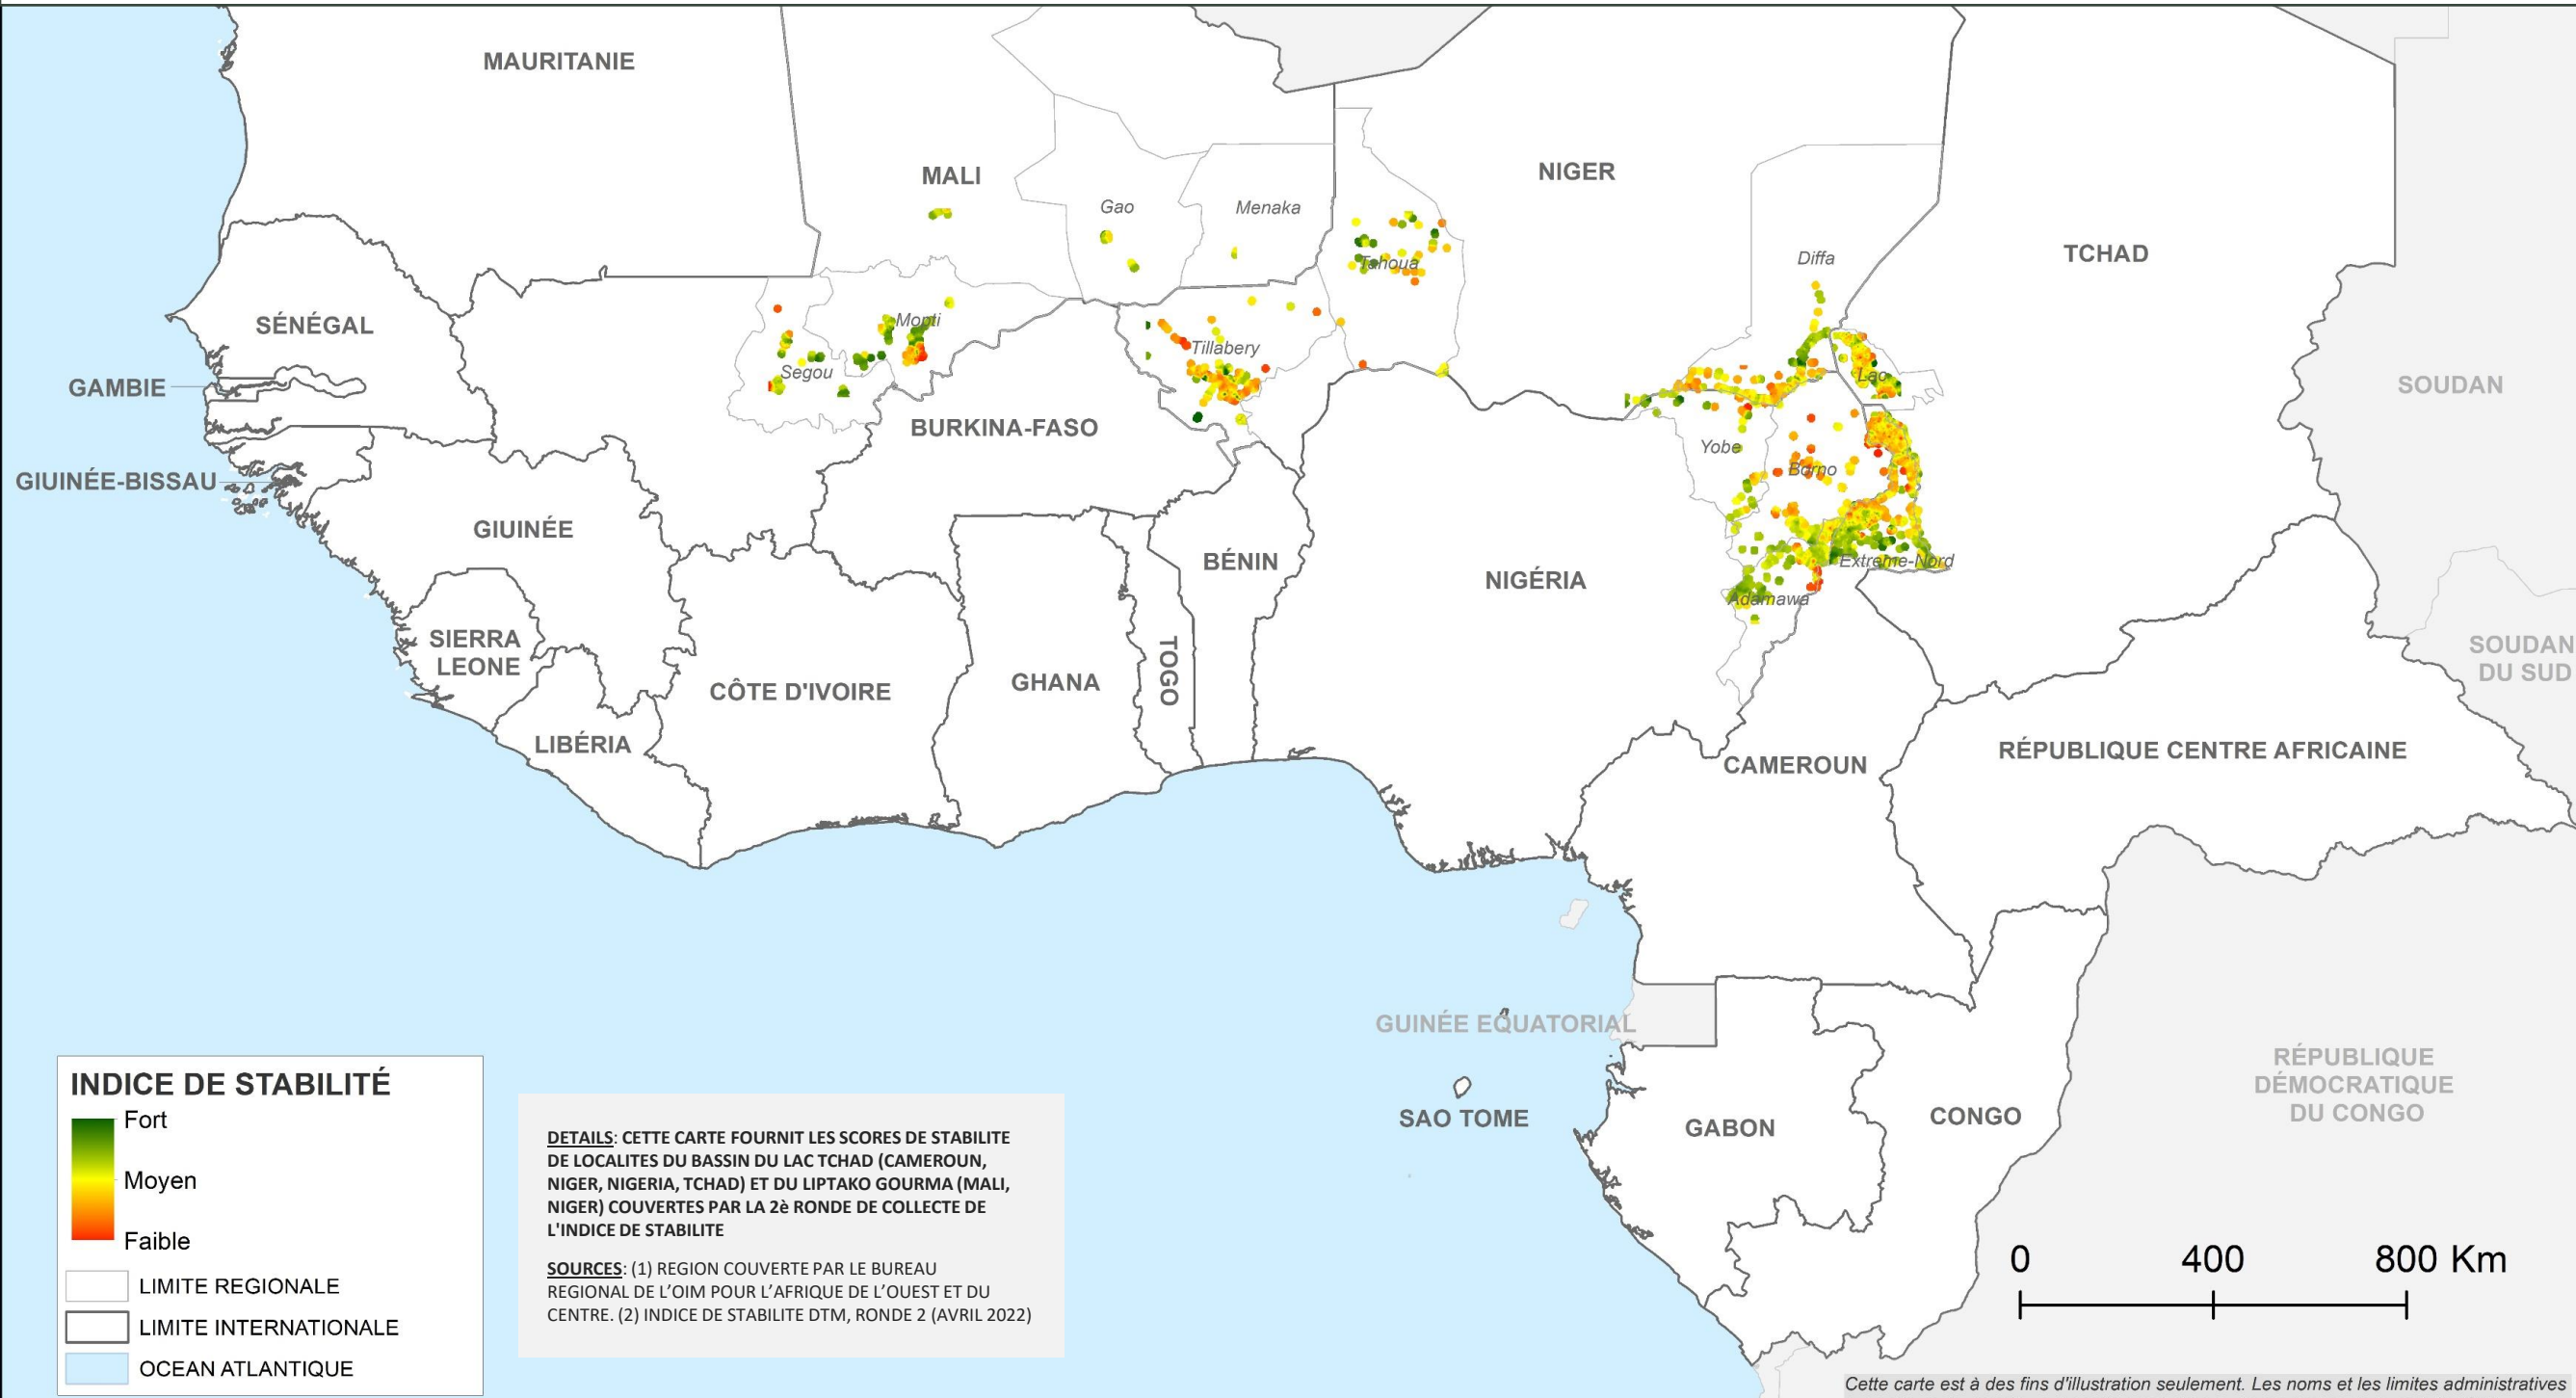 MAURITANIE
MALI
NIGER
Gao
Menaka
Tahoua
Diffa
TCHAD
SÉNÉGAL
Mopti
Tillabery
Segou
Lac
GAMBIE
SOUDAN
BURKINA-FASO
Yobe
Borno
GIUINÉE-BISSAU
GIUINÉE
BÉNIN
NIGÉRIA
Extreme-Nord
Adamawa
SIERRA
LEONE
TOGO
SOUDAN
DU SUD
CÔTE D'IVOIRE
GHANA
LIBÉRIA
CAMEROUN
RÉPUBLIQUE CENTRE AFRICAINE
GUINÉE EQUATORIAL
SAO TOME
GABON
CONGO
RÉPUBLIQUE
DÉMOCRATIQUE
DU CONGO
INDICE DE STABILITÉ
Fort
Moyen
Faible
LIMITE REGIONALE
LIMITE INTERNATIONALE
OCEAN ATLANTIQUE
DETAILS: CETTE CARTE FOURNIT LES SCORES DE STABILITE
DE LOCALITES DU BASSIN DU LAC TCHAD (CAMEROUN,
NIGER, NIGERIA, TCHAD) ET DU LIPTAKO GOURMA (MALI,
NIGER) COUVERTES PAR LA 2è RONDE DE COLLECTE DE
L'INDICE DE STABILITE
SOURCES: (1) REGION COUVERTE PAR LE BUREAU
REGIONAL DE L’OIM POUR L’AFRIQUE DE L’OUEST ET DU
CENTRE. (2) INDICE DE STABILITE DTM, RONDE 2 (AVRIL 2022)
0 400 800 Km
Cette carte est à des fins d'illustration seulement. Les noms et les limites administratives